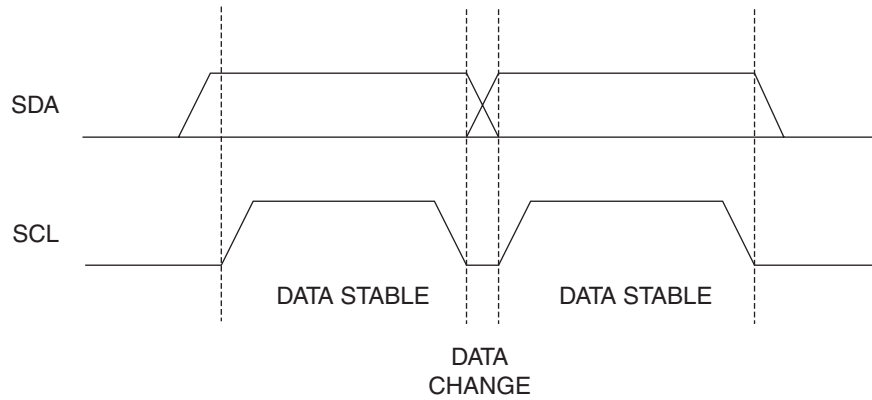 SDA
SCL
DATA STABLE
DATA STABLE
DATA
CHANGE